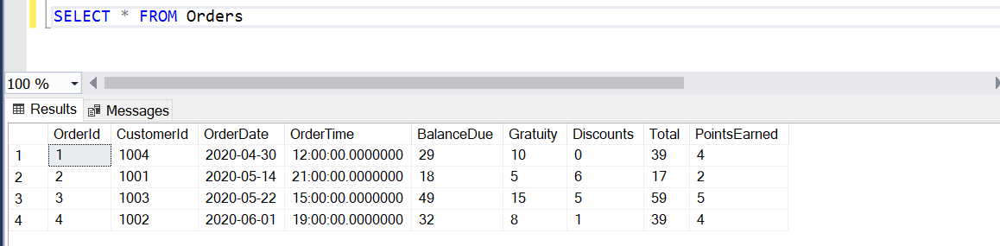 SELECT * FROM Orders
100 %
Results Messages
OrderId CustomerId OrderDate OrderTime BalanceDue Gratuity Discounts Total PointsEarned
1 1 1004 2020-04-30 12:00:00.0000000 29 10 0 39 4
2 2 1001 2020-05-14 21:00:00.0000000 18 5 6 17 2
3 3 1003 2020-05-22 15:00:00.0000000 49 15 5 59 5
4 4 1002 2020-06-01 19:00:00.0000000 32 8 1 39 4